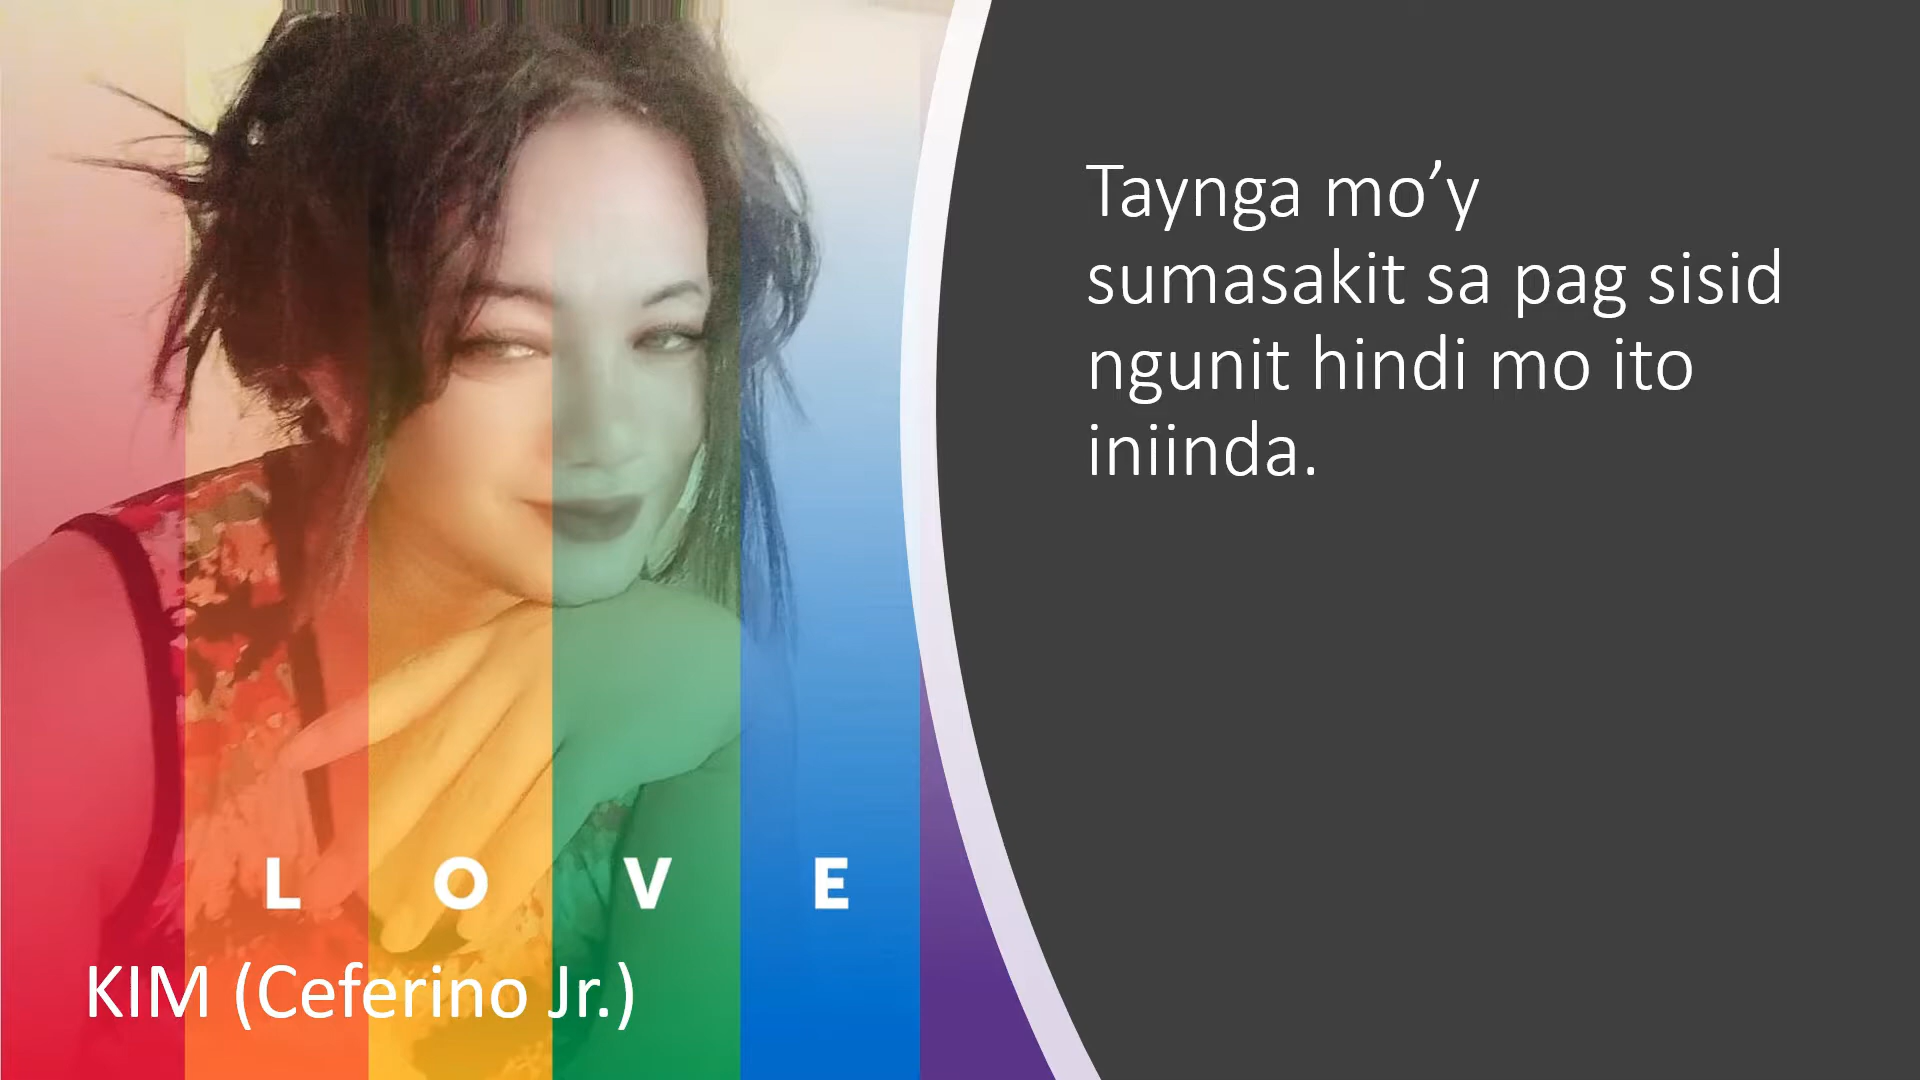 Taynga mo’y
sumasakit sa pag sisid
ngunit hindi mo ito
iniinda.
L O V E
KIM (Ceferino Jr.)